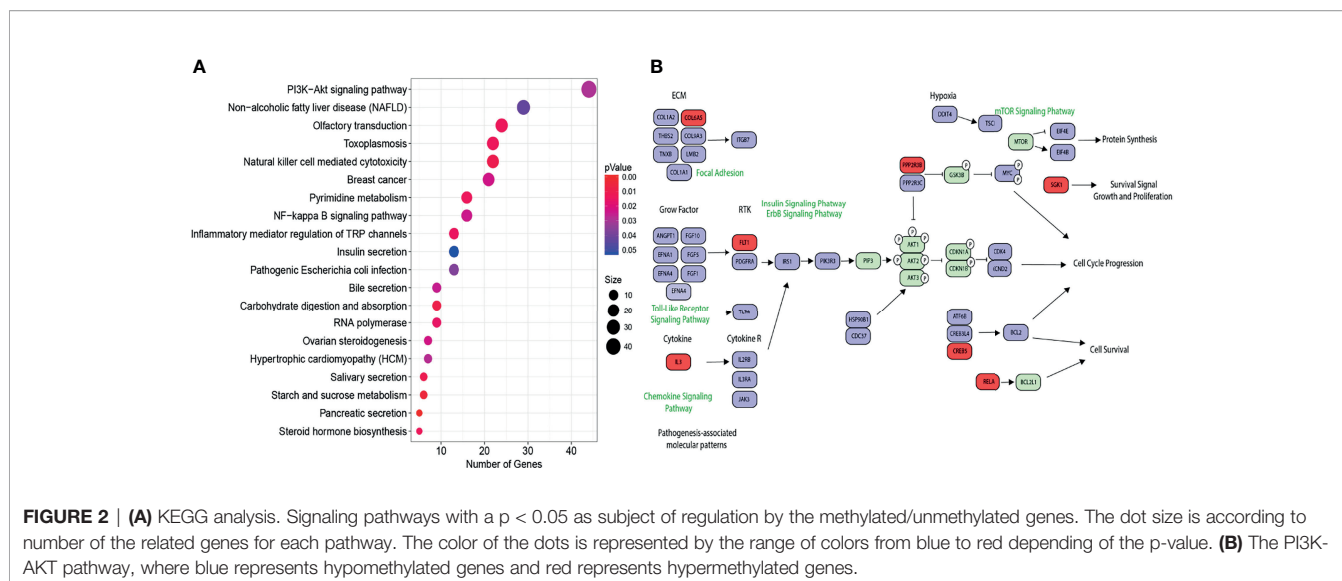 A
PI3K-Akt signaling pathway
Non-alcoholic fatty liver disease (NAFLD)
Olfactory transduction
Toxoplasmosis
Natural killer cell mediated cytotoxicity
Breast cancer
Pyrimidine metabolism
NF-kappa B signaling pathway
Inflammatory mediator regulation of TRP channels
Insulin secretion
Pathogenic Escherichia coli infection
Bile secretion
Carbohydrate digestion and absorption
RNA polymerase
Ovarian steroidogenesis
Hypertrophic cardiomyopathy (HCM)
Salivary secretion
Starch and sucrose metabolism
Pancreatic secretion
Steroid hormone biosynthesis
10 20 30 40
Number of Genes
pValue
0.00
0.01
0.02
0.03
0.04
0.05
Size
10
20
30
40
B
ECM
COL1A2
COL6A5
THBS2
TNXB
LMB2
COL1A1
ITGB7
Focal Adhesion
Hypoxia
DDIT4
TSC
mTOR Signaling Phatway
MTOR
EIF4E
EIF4B
Protein Synthesis
PPP2R3B
PPP2R3C
GSK3B
P
MYC
P
P
SGK1
Survival Signal
Growth and Proliferation
Grow Factor
ANGPT1
FGF10
EFNA1
FGF5
EFNA4
FGF1
EFNA4
RTK
FLT1
PDGFRA
Insulin Signaling Phatway
ErbB Signaling Phatway
IRS1
PIK3R3
PIP3
P
AKT1
P
P
AKT2
P
P
AKT3
P
CDKN1A
P
CDKN1B
P
CDK4
CCND2
Cell Cycle Progression
Toll-Like Receptor
Signaling Pathway
HSP90B1
CDC37
ATF6B
CREB3L4
CREB5
BCL2
Cell Survival
RELA
BCL2L1
Cytokine
IL3
Cytokine R
IL2RB
IL3RA
JAK3
Chemokine Signaling
Pathway
Pathogenesis-associated
molecular patterns
FIGURE 2 | (A) KEGG analysis. Signaling pathways with a p < 0.05 as subject of regulation by the methylated/unmethylated genes. The dot size is according to
number of the related genes for each pathway. The color of the dots is represented by the range of colors from blue to red depending of the p-value. (B) The PI3K-
AKT pathway, where blue represents hypomethylated genes and red represents hypermethylated genes.